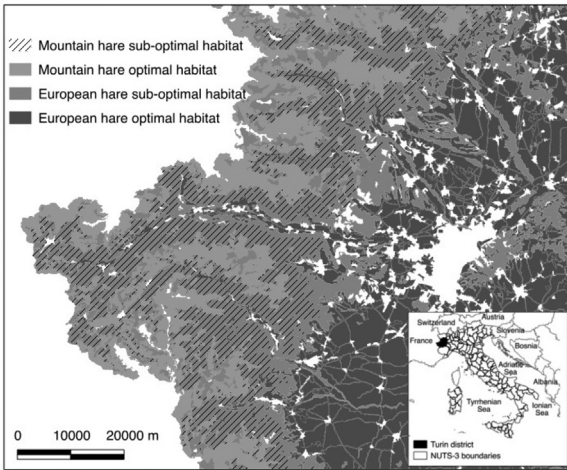 Mountain hare sub-optimal habitat
Mountain hare optimal habitat
European hare sub-optimal habitat
European hare optimal habitat
Austria
Switzerland
Slovenia
France
Bosnia
Adriatic
Sea
Albania
Tyrrhenian
Sea
Ionian
Sea
0 10000 20000 m
Turin district
NUTS-3 boundaries